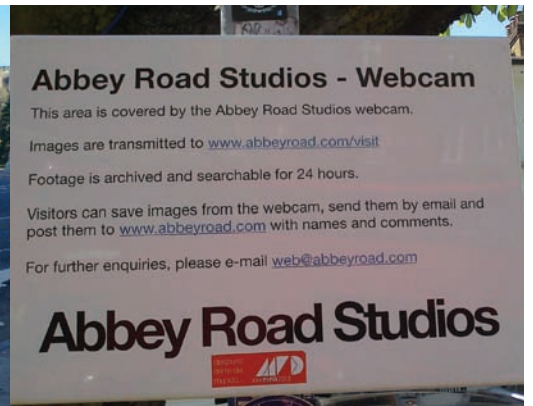 Abbey Road Studios - Webcam
This area is covered by the Abbey Road Studios webcam.
Images are transmitted to www.abbeyroad.com/visit
Footage is archived and searchable for 24 hours.
Visitors can save images from the webcam, send them by email and
post them to www.abbeyroad.com with names and comments.
For further enquiries, please e-mail web@abbeyroad.com
Abbey Road Studios